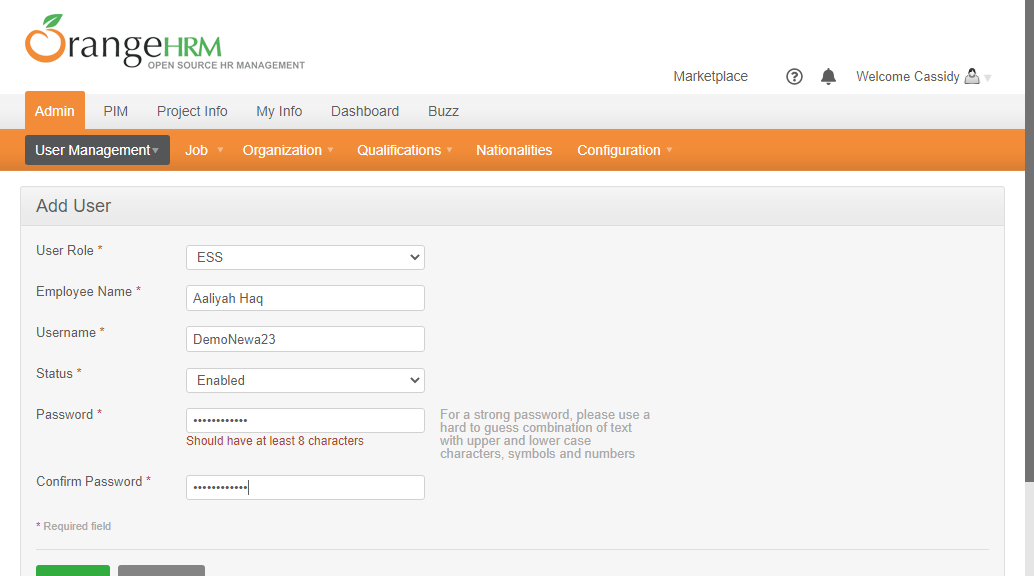 OrangeHRM
OPEN SOURCE HR MANAGEMENT
Marketplace ? Welcome Cassidy
Admin PIM Project Info My Info Dashboard Buzz
User Management Job Organization Qualifications Nationalities Configuration
Add User
User Role *
ESS
Employee Name *
Aaliyah Haq
Username *
DemoNewa23
Status *
Enabled
Password *
••••••••••••
Should have at least 8 characters
For a strong password, please use a
hard to guess combination of text
with upper and lower case
characters, symbols and numbers
Confirm Password *
••••••••••••
* Required field